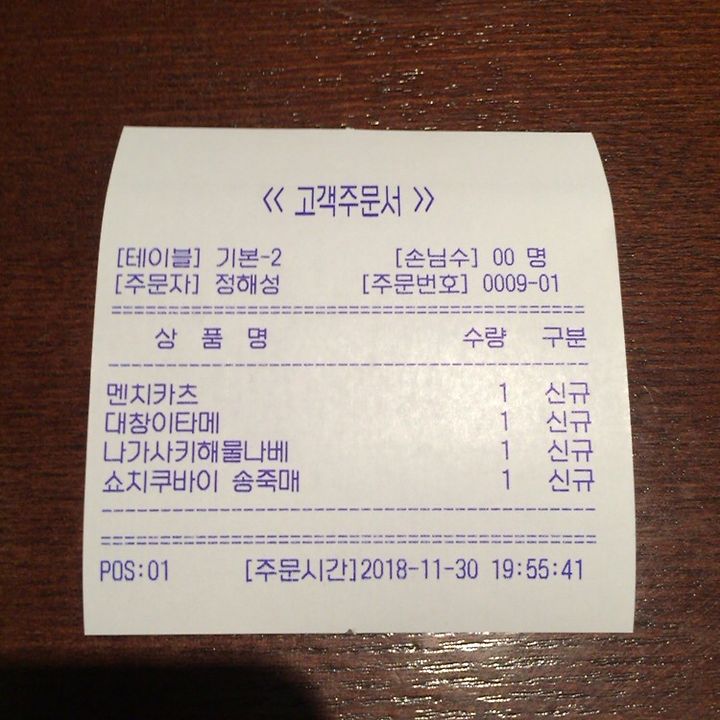 << 고객주문서 >>
[테이블] 기본-2 [손님수] 00 명
[주문자] 정해성 [주문번호] 0009-01
상 품 명 수량 구분
멘치카츠 1 신규
대창이타메 1 신규
나가사키해물나베 1 신규
쇼치쿠바이 송죽매 1 신규
POS:01 [주문시간]2018-11-30 19:55:41